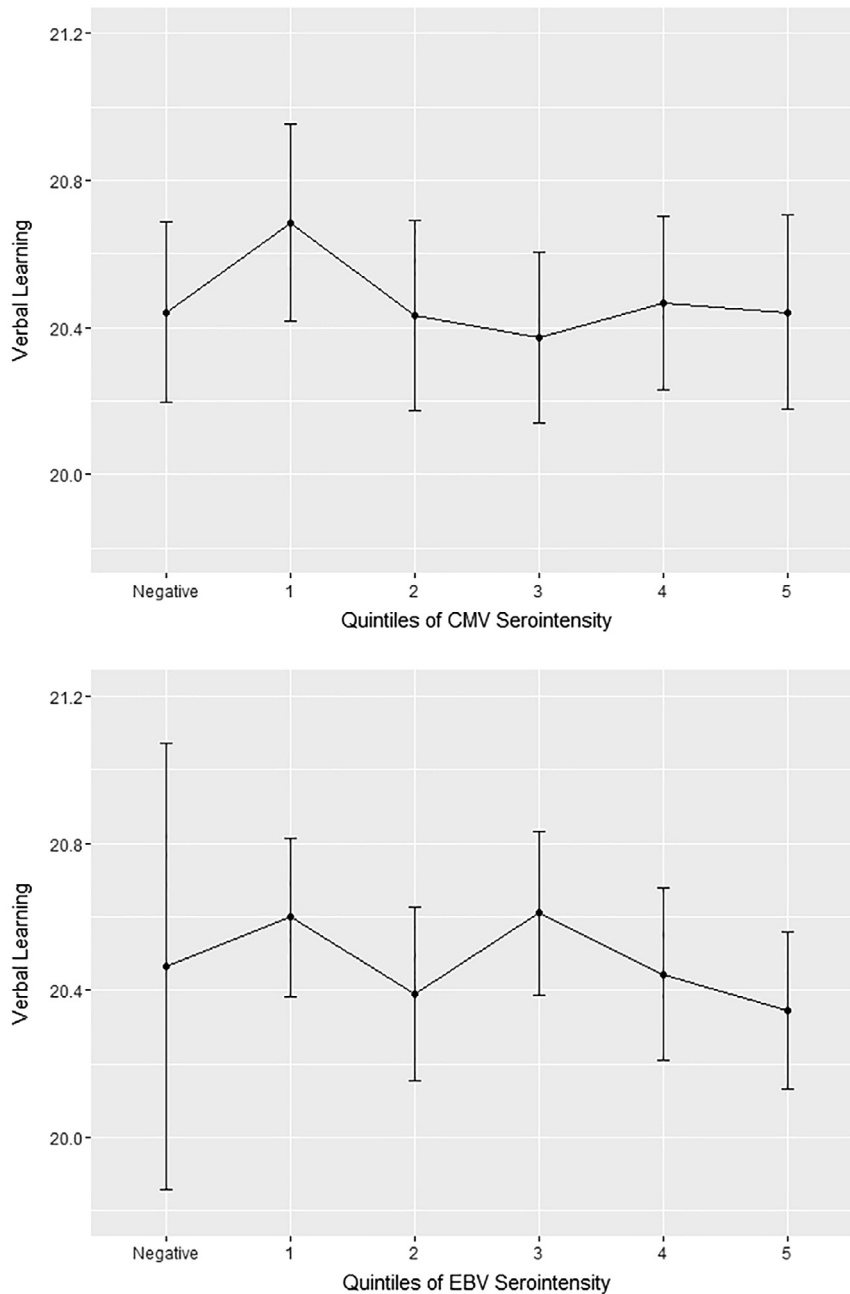 21.2
20.8
20.4
20.0
Verbal Learning
Negative 1 2 3 4 5
Quintiles of CMV Serointensity
21.2
20.8
20.4
20.0
Verbal Learning
Negative 1 2 3 4 5
Quintiles of EBV Serointensity